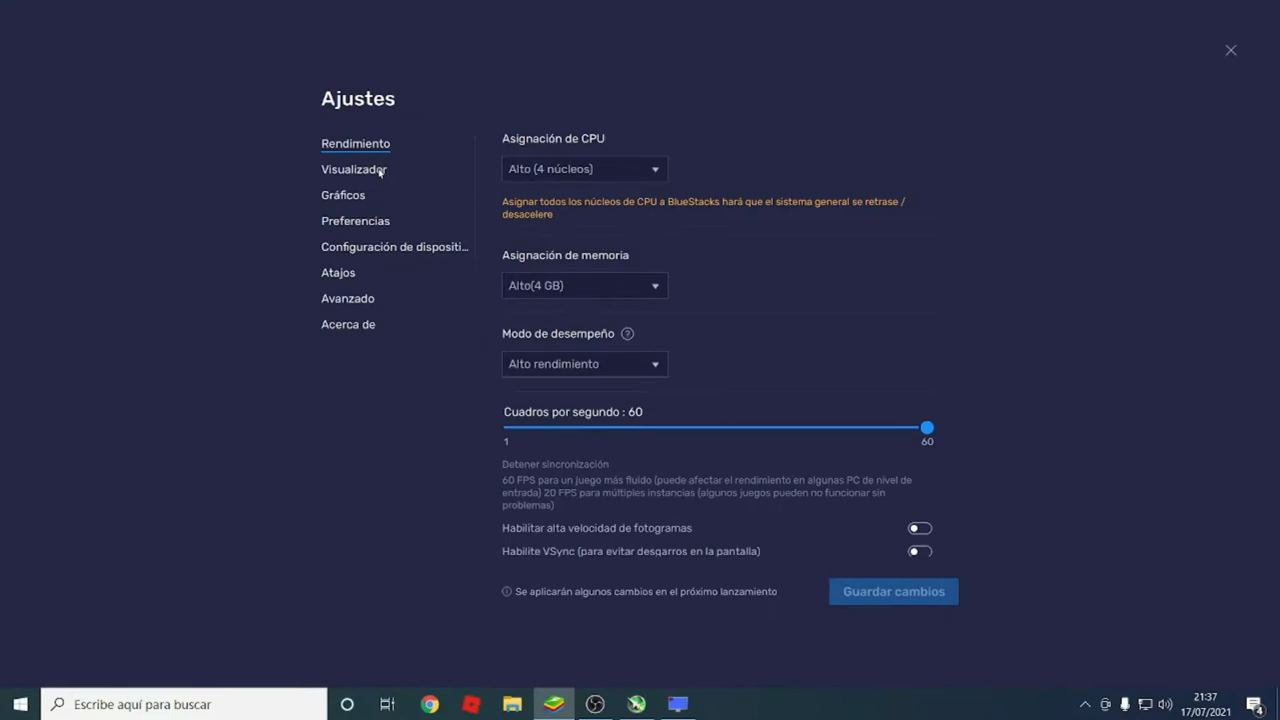 Ajustes
Rendimiento
Visualizador
Gráficos
Preferencias
Configuración de dispositi...
Atajos
Avanzado
Acerca de
Asignación de CPU
Alto (4 núcleos)
Asignar todos los núcleos de CPU a BlueStacks hará que el sistema general se retrase /
desacelere
Asignación de memoria
Alto(4 GB)
Modo de desempeño ?
Alto rendimiento
Cuadros por segundo : 60
1 60
Detener sincronización
60 FPS para un juego más fluido (puede afectar el rendimiento en algunas PC de nivel de
entrada) 20 FPS para múltiples instancias (algunos juegos pueden no funcionar sin
problemas)
Habilitar alta velocidad de fotogramas
Habilite VSync (para evitar desgarros en la pantalla)
Se aplicarán algunos cambios en el próximo lanzamiento
Guardar cambios
Escribe aquí para buscar
21:37
17/07/2021
4